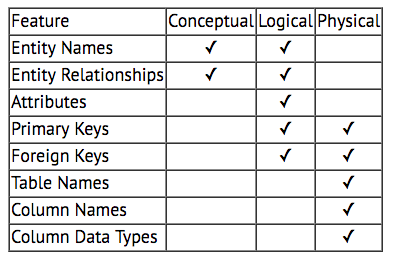 Feature Conceptual Logical Physical
Entity Names ✓ ✓
Entity Relationships ✓ ✓
Attributes ✓
Primary Keys ✓ ✓
Foreign Keys ✓ ✓
Table Names ✓
Column Names ✓
Column Data Types ✓